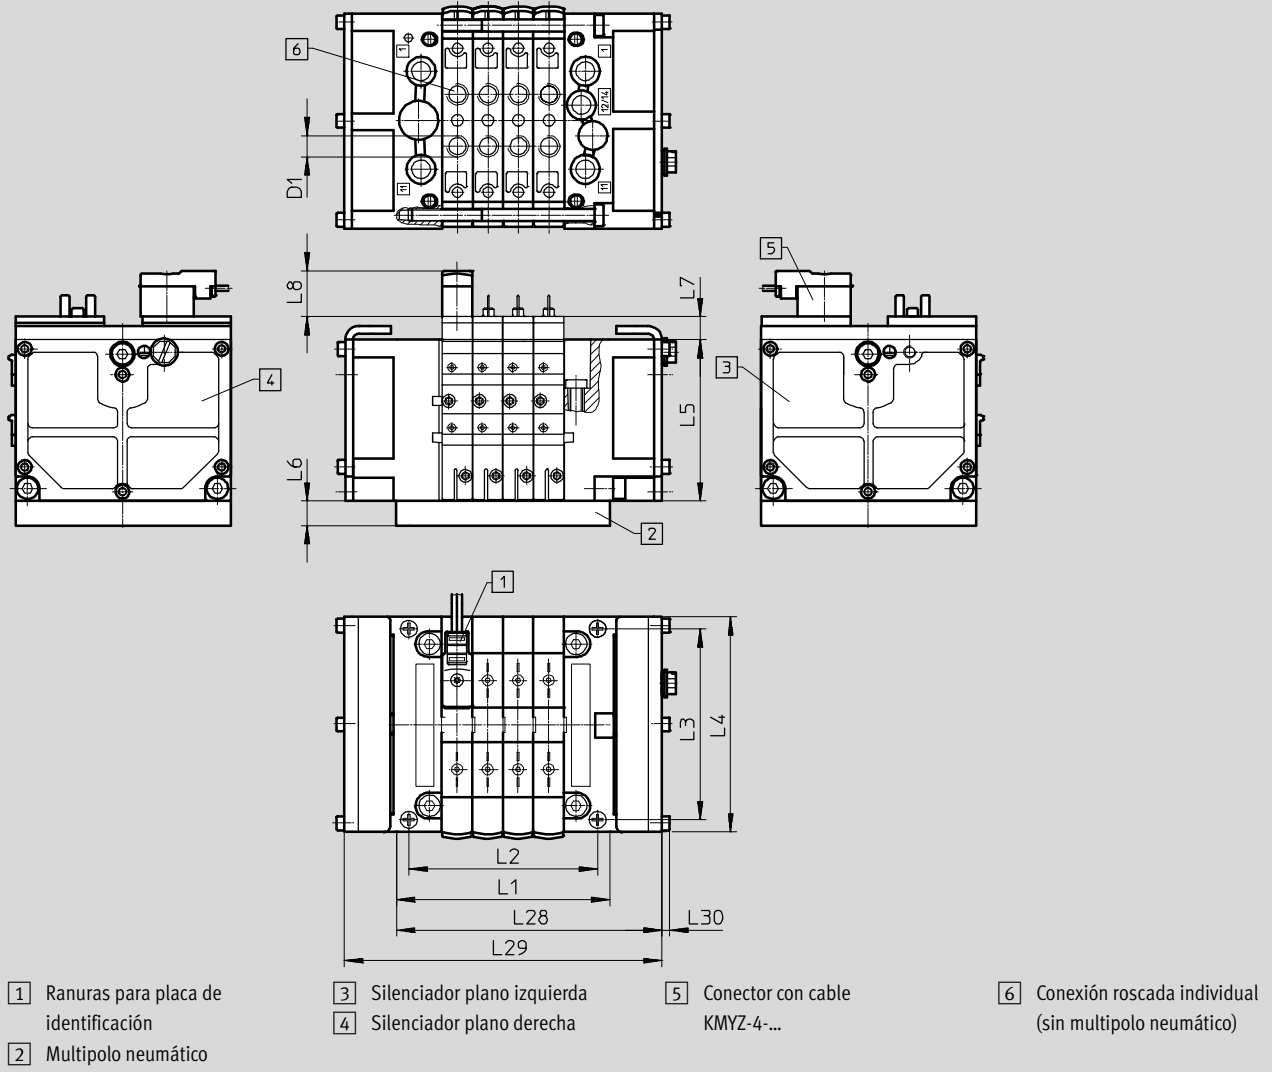 6
1
1
12/14
D1
11
11
5
L8
L7
4
3
L5
L6
2
1
L3
L4
L2
L1
L28
L30
L29
1 Ranuras para placa de
identificación
2 Multipolo neumático
3 Silenciador plano izquierda
4 Silenciador plano derecha
5 Conector con cable
KMYZ-4-...
6 Conexión roscada individual
(sin multipolo neumático)